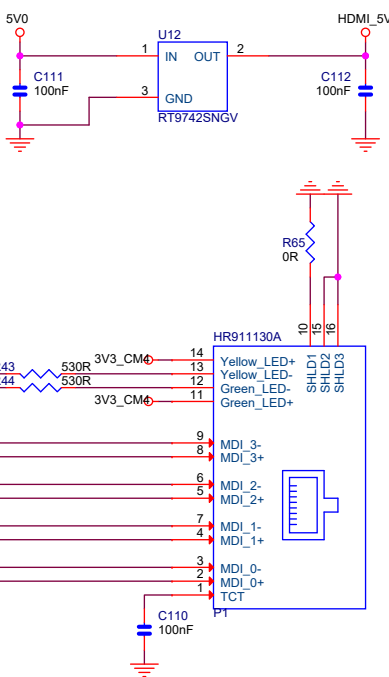 5V0
HDMI_5V
U12
1 IN OUT 2
C111
100nF
C112
100nF
3 GND
RT9742SNGV
R65
0R
10
15
16
HR911130A
SHLD1
SHLD2
SHLD3
3V3_CM4
14 Yellow_LED+
243 530R 13 Yellow_LED-
244 530R 12 Green_LED-
3V3_CM4
11 Green_LED+
9 MDI_3-
8 MDI_3+
6 MDI_2-
5 MDI_2+
7 MDI_1-
4 MDI_1+
3 MDI_0-
2 MDI_0+
1 TCT
P1
C110
100nF